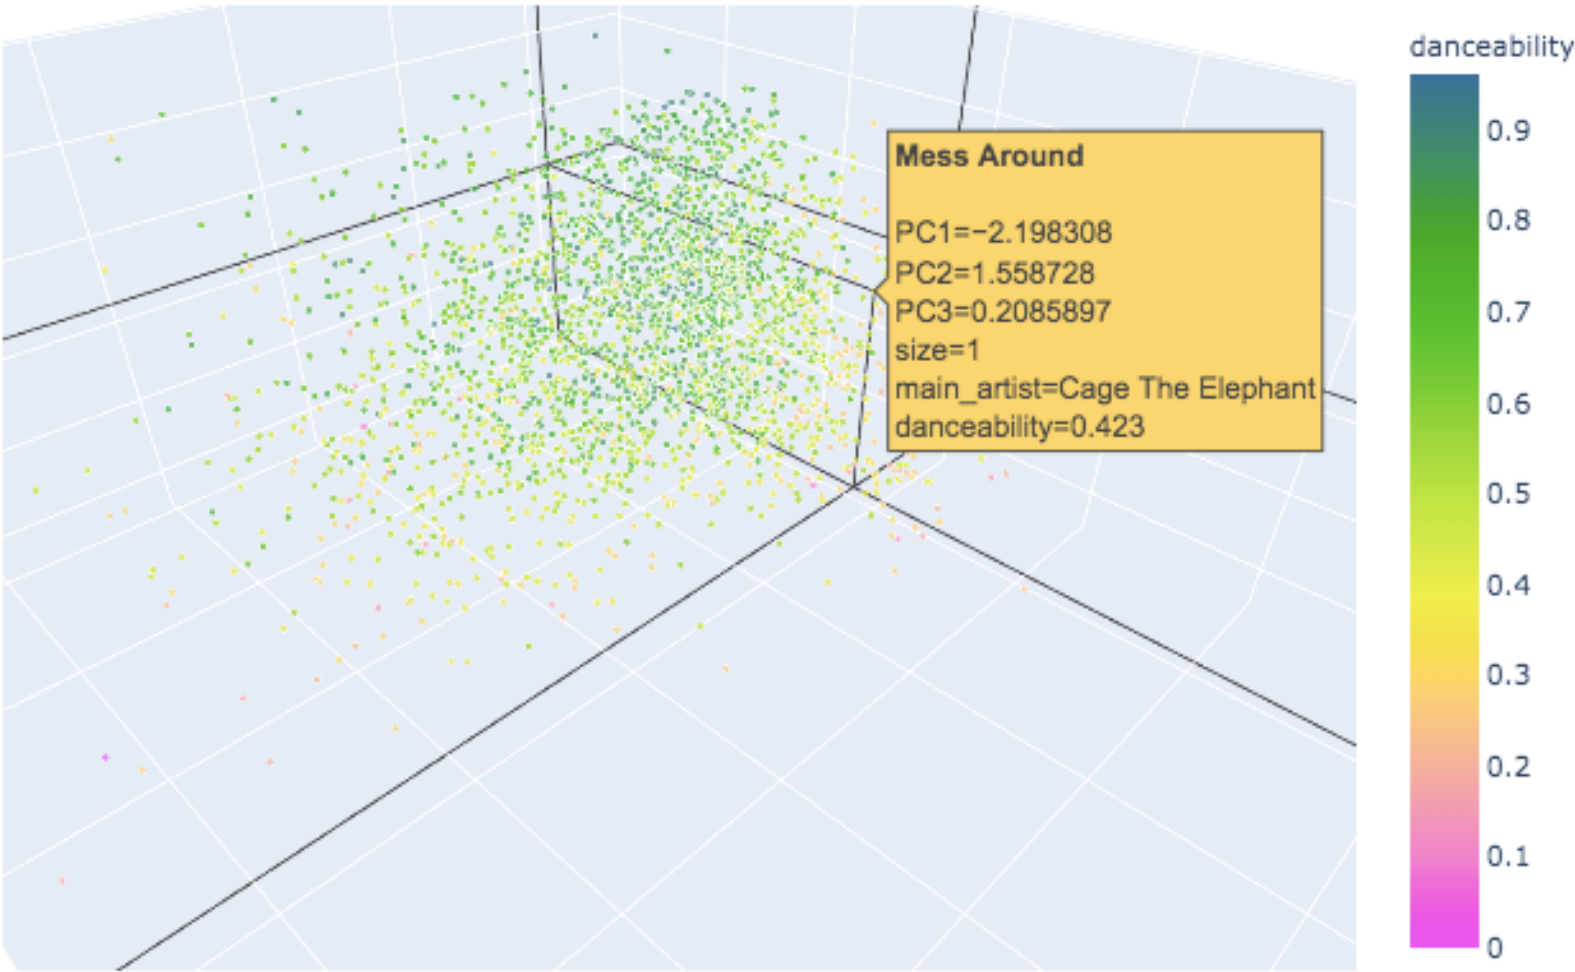 danceability
Mess Around
PC1=−2.198308
PC2=1.558728
PC3=0.2085897
size=1
main_artist=Cage The Elephant
danceability=0.423
0.9
0.8
0.7
0.6
0.5
0.4
0.3
0.2
0.1
0